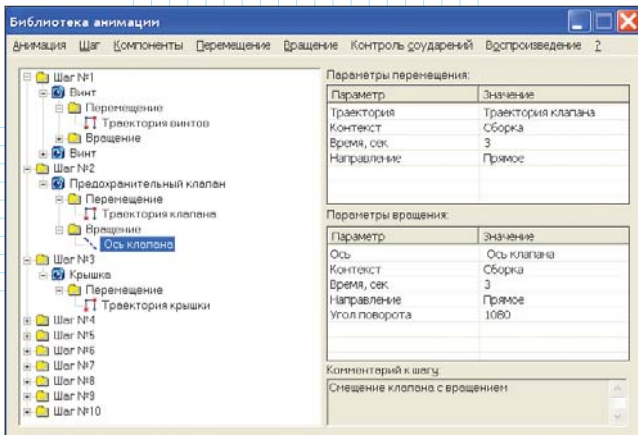 Библиотека анимации
Анимация Шаг Компоненты Перемещение Вращение Контроль соударений Воспроизведение ?
Шаг №1
Винт
Перемещение
Траектория винтов
Вращение
Винт
Шаг №2
Предохранительный клапан
Перемещение
Траектория клапана
Вращение
Ось клапана
Шаг №3
Крышка
Перемещение
Траектория крышки
Шаг №4
Шаг №5
Шаг №6
Шаг №7
Шаг №8
Шаг №9
Шаг №10
Параметры перемещения:
Параметр Значение
Траектория Траектория клапана
Контекст Сборка
Время, сек. 3
Направление Прямое
Параметры вращения:
Параметр Значение
Ось Ось клапана
Контекст Сборка
Время, сек. 3
Направление Прямое
Угол поворота 1080
Комментарий к шагу:
Смещение клапана с вращением